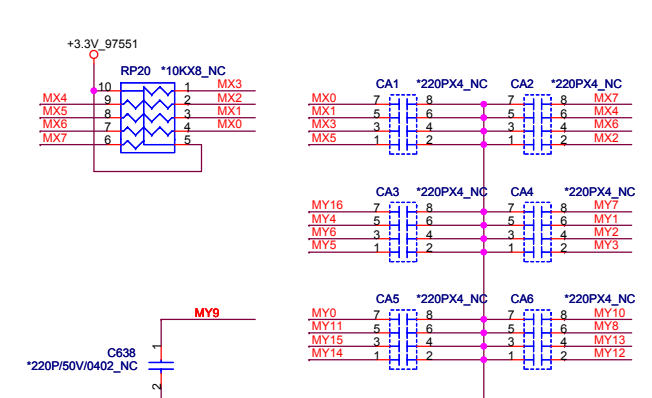 +3.3V_97551
RP20 *10KX8_NC
10 1 MX3
MX4 9 2 MX2
MX5 8 3 MX1
MX6 7 4 MX0
MX7 6 5
CA1 *220PX4_NC CA2 *220PX4_NC
MX0 7 8 7 8 MX7
MX1 5 6 5 6 MX4
MX3 3 4 3 4 MX6
MX5 1 2 1 2 MX2
CA3 *220PX4_NC CA4 *220PX4_NC
MY16 7 8 7 8 MY7
MY4 5 6 5 6 MY1
MY6 3 4 3 4 MY2
MY5 1 2 1 2 MY3
CA5 *220PX4_NC CA6 *220PX4_NC
MY0 7 8 7 8 MY10
MY11 5 6 5 6 MY8
MY15 3 4 3 4 MY13
MY14 1 2 1 2 MY12
MY9
1
C638
*220P/50V/0402_NC
2